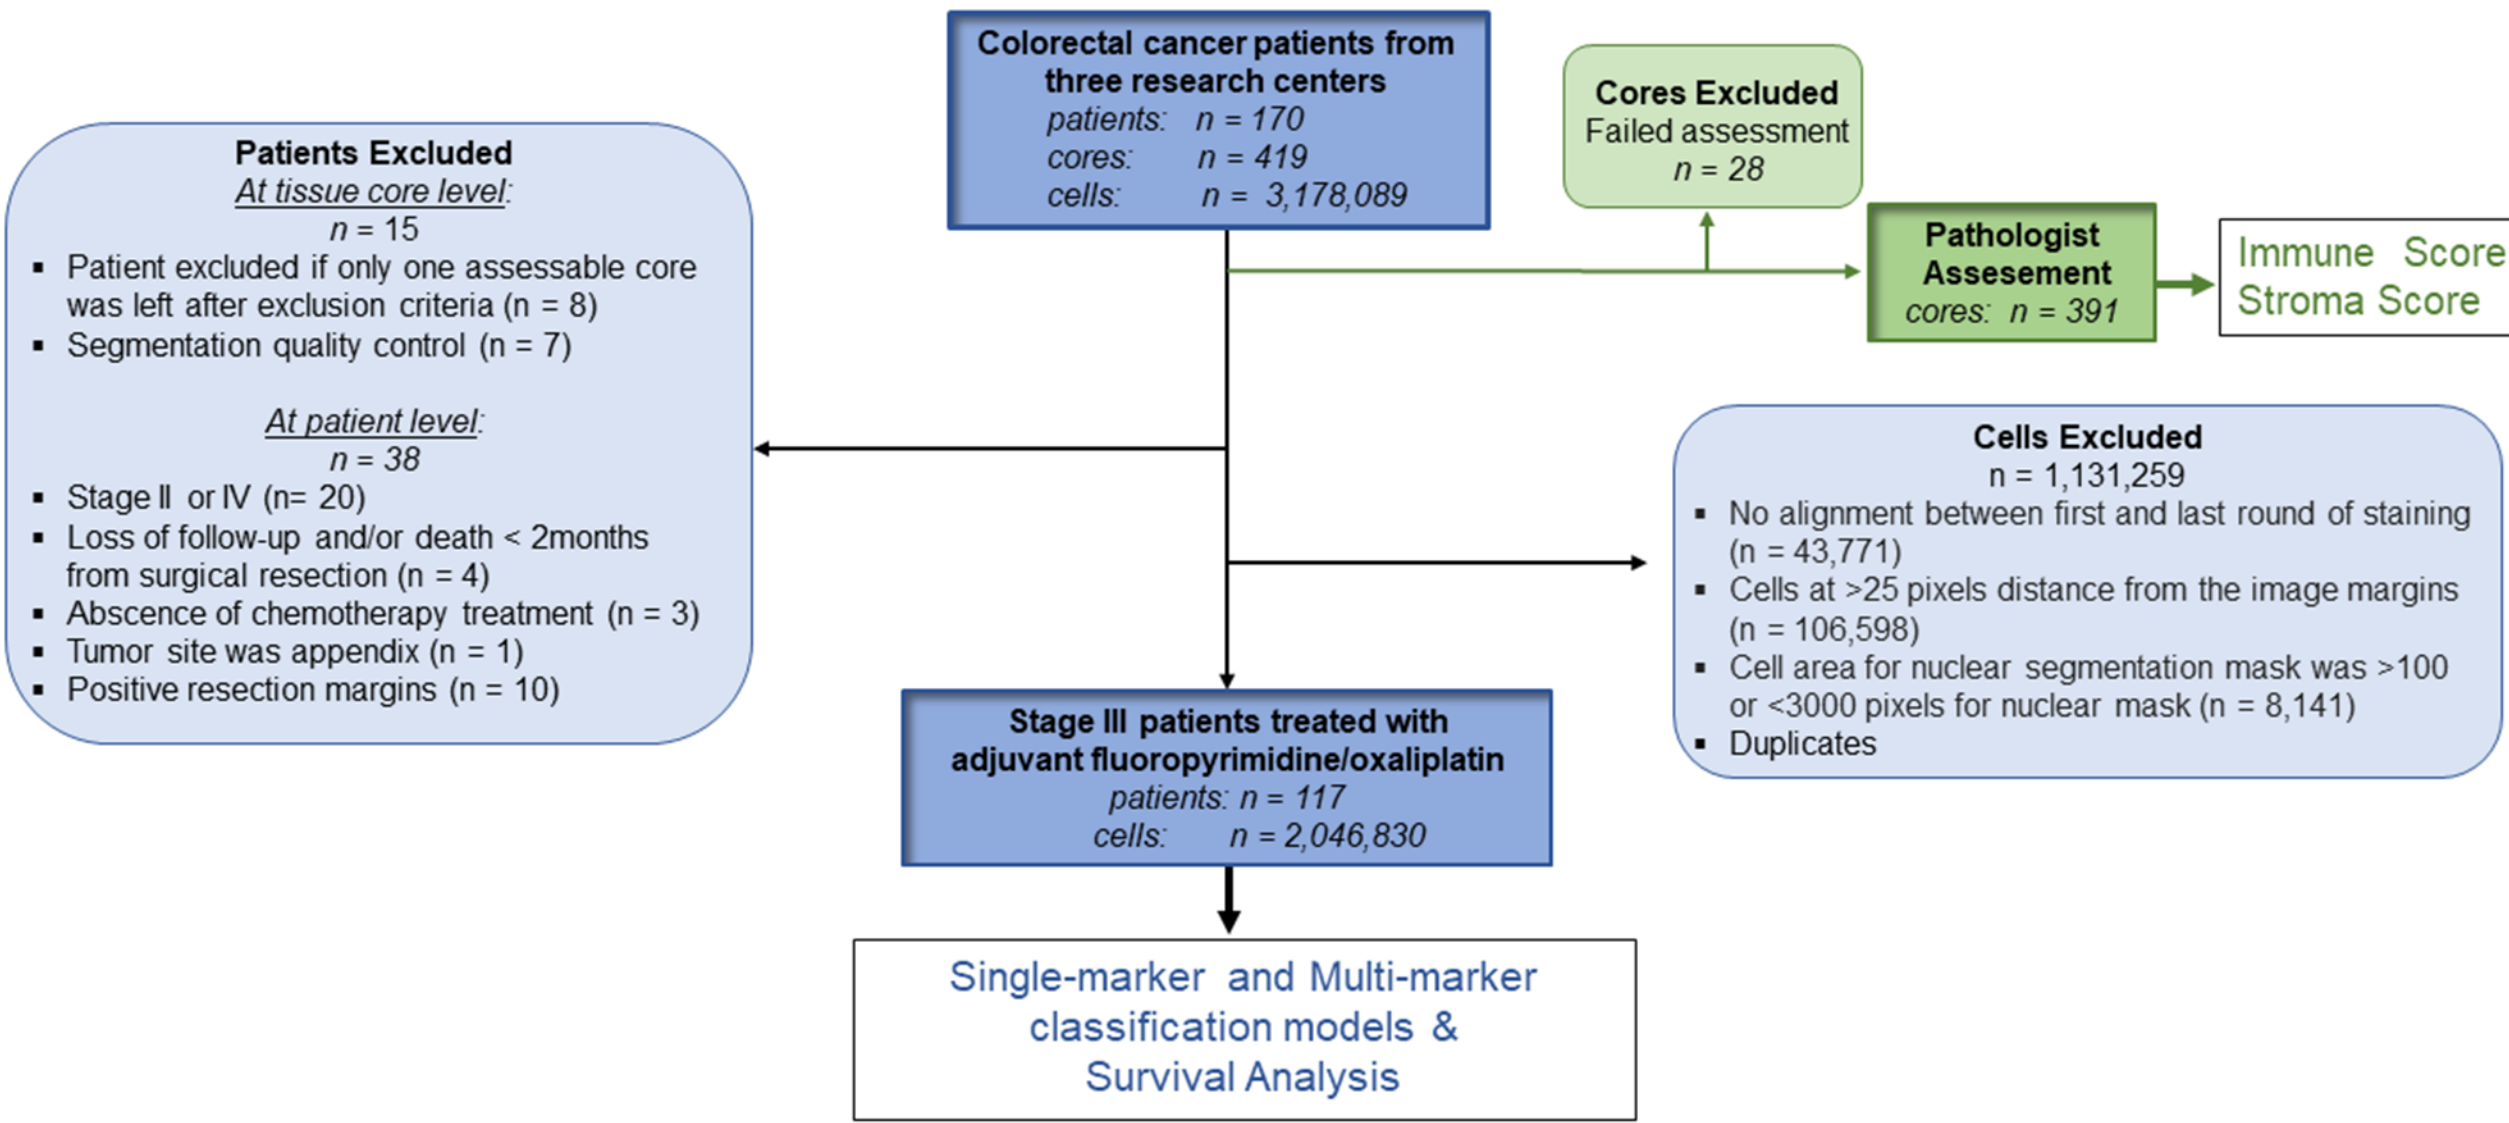 Colorectal cancer patients from
three research centers
patients: n = 170
cores: n = 419
cells: n = 3,178,089
Cores Excluded
Failed assessment
n = 28
Pathologist
Assesement
cores: n = 391
Immune Score
Stroma Score
Patients Excluded
At tissue core level:
n = 15
▪ Patient excluded if only one assessable core
was left after exclusion criteria (n = 8)
▪ Segmentation quality control (n = 7)
At patient level:
n = 38
▪ Stage II or IV (n= 20)
▪ Loss of follow-up and/or death < 2months
from surgical resection (n = 4)
▪ Abscence of chemotherapy treatment (n = 3)
▪ Tumor site was appendix (n = 1)
▪ Positive resection margins (n = 10)
Cells Excluded
n = 1,131,259
▪ No alignment between first and last round of staining
(n = 43,771)
▪ Cells at >25 pixels distance from the image margins
(n = 106,598)
▪ Cell area for nuclear segmentation mask was >100
or <3000 pixels for nuclear mask (n = 8,141)
▪ Duplicates
Stage III patients treated with
adjuvant fluoropyrimidine/oxaliplatin
patients: n = 117
cells: n = 2,046,830
Single-marker and Multi-marker
classification models &
Survival Analysis